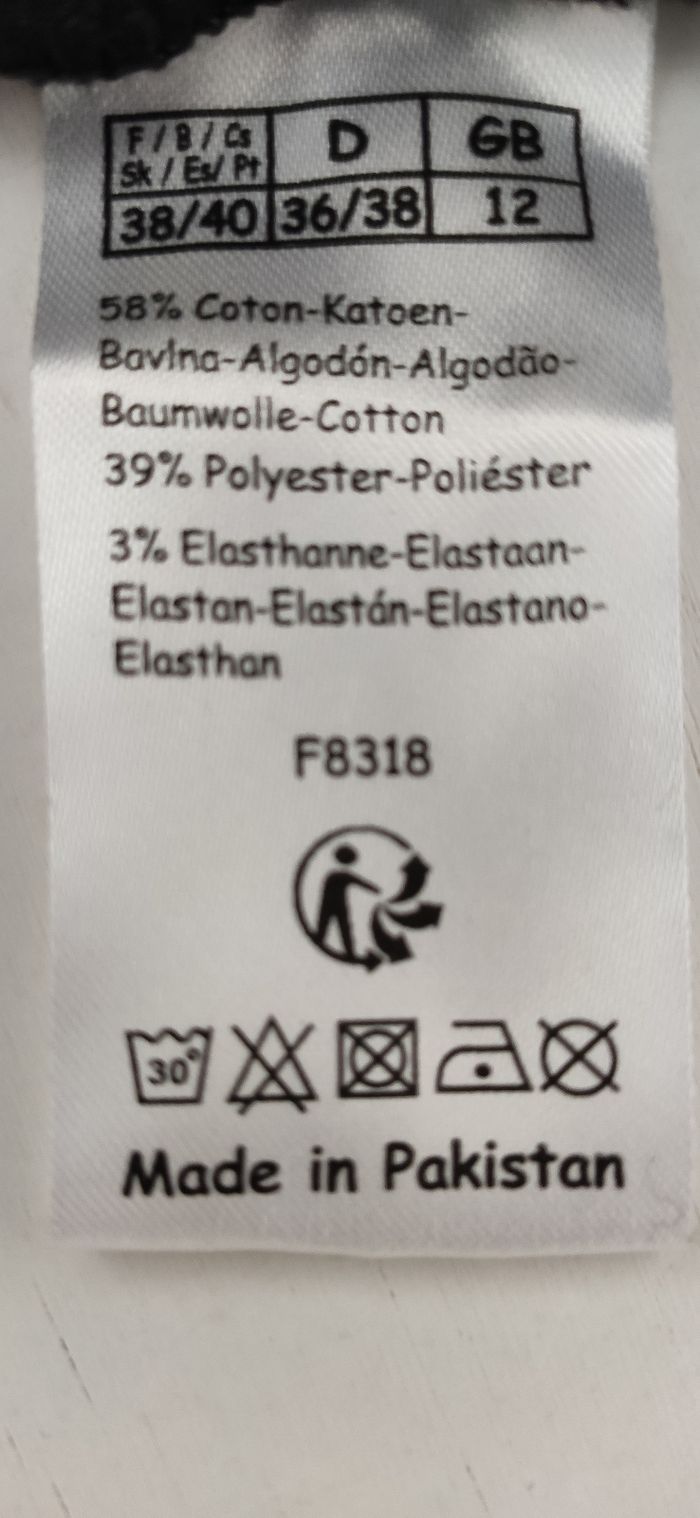 F / B / Cs
Sk / Es/ Pt
D
GB
38/40
36/38
12
58% Coton-Katoen-
Bavlna-Algodón-Algodão-
Baumwolle-Cotton
39% Polyester-Poliéster
3% Elasthanne-Elastaan-
Elastan-Elastán-Elastano-
Elasthan
F8318
30°
Made in Pakistan